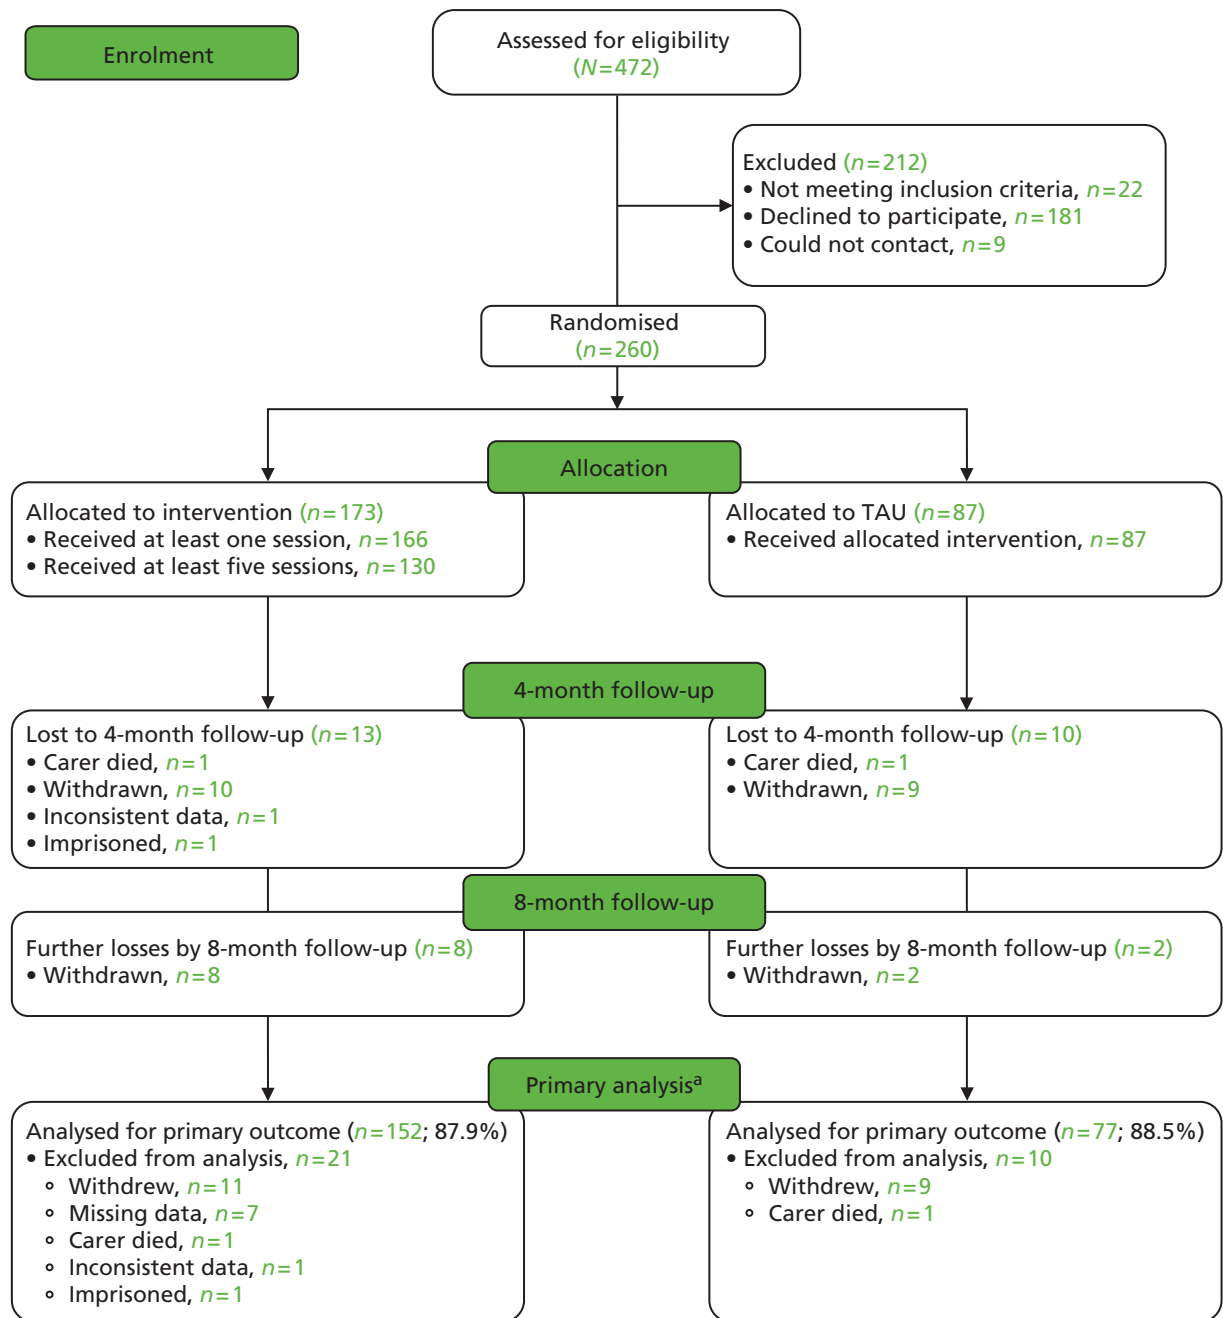 Enrolment
Assessed for eligibility
(N=472)
Excluded (n=212)
• Not meeting inclusion criteria, n=22
• Declined to participate, n=181
• Could not contact, n=9
Randomised
(n=260)
Allocation
Allocated to intervention (n=173)
• Received at least one session, n=166
• Received at least five sessions, n=130
Allocated to TAU (n=87)
• Received allocated intervention, n=87
4-month follow-up
Lost to 4-month follow-up (n=13)
• Carer died, n=1
• Withdrawn, n=10
• Inconsistent data, n=1
• Imprisoned, n=1
Lost to 4-month follow-up (n=10)
• Carer died, n=1
• Withdrawn, n=9
8-month follow-up
Further losses by 8-month follow-up (n=8)
• Withdrawn, n=8
Further losses by 8-month follow-up (n=2)
• Withdrawn, n=2
Primary analysisᵃ
Analysed for primary outcome (n=152; 87.9%)
• Excluded from analysis, n=21
∘ Withdrew, n=11
∘ Missing data, n=7
∘ Carer died, n=1
∘ Inconsistent data, n=1
∘ Imprisoned, n=1
Analysed for primary outcome (n=77; 88.5%)
• Excluded from analysis, n=10
∘ Withdrew, n=9
∘ Carer died, n=1